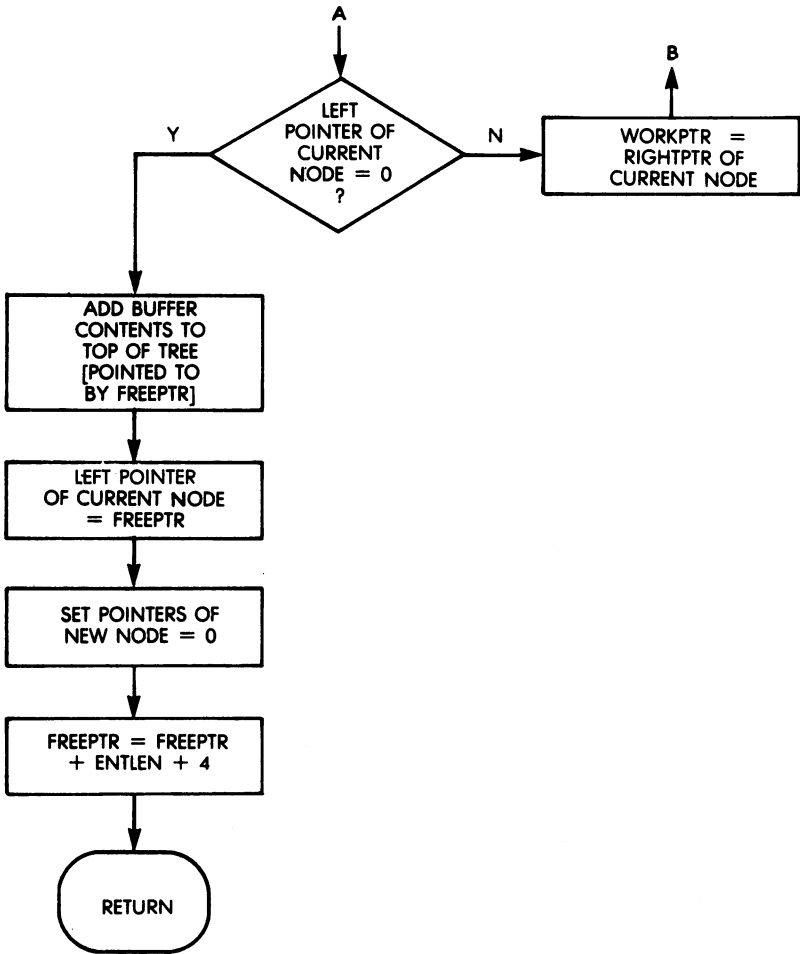 A
B
LEFT
POINTER OF
CURRENT
NODE = 0
?
Y
N
WORKPTR =
RIGHTPTR OF
CURRENT NODE
ADD BUFFER
CONTENTS TO
TOP OF TREE
[POINTED TO
BY FREEPTR]
LEFT POINTER
OF CURRENT NODE
= FREEPTR
SET POINTERS OF
NEW NODE = 0
FREEPTR = FREEPTR
+ ENTLEN + 4
RETURN